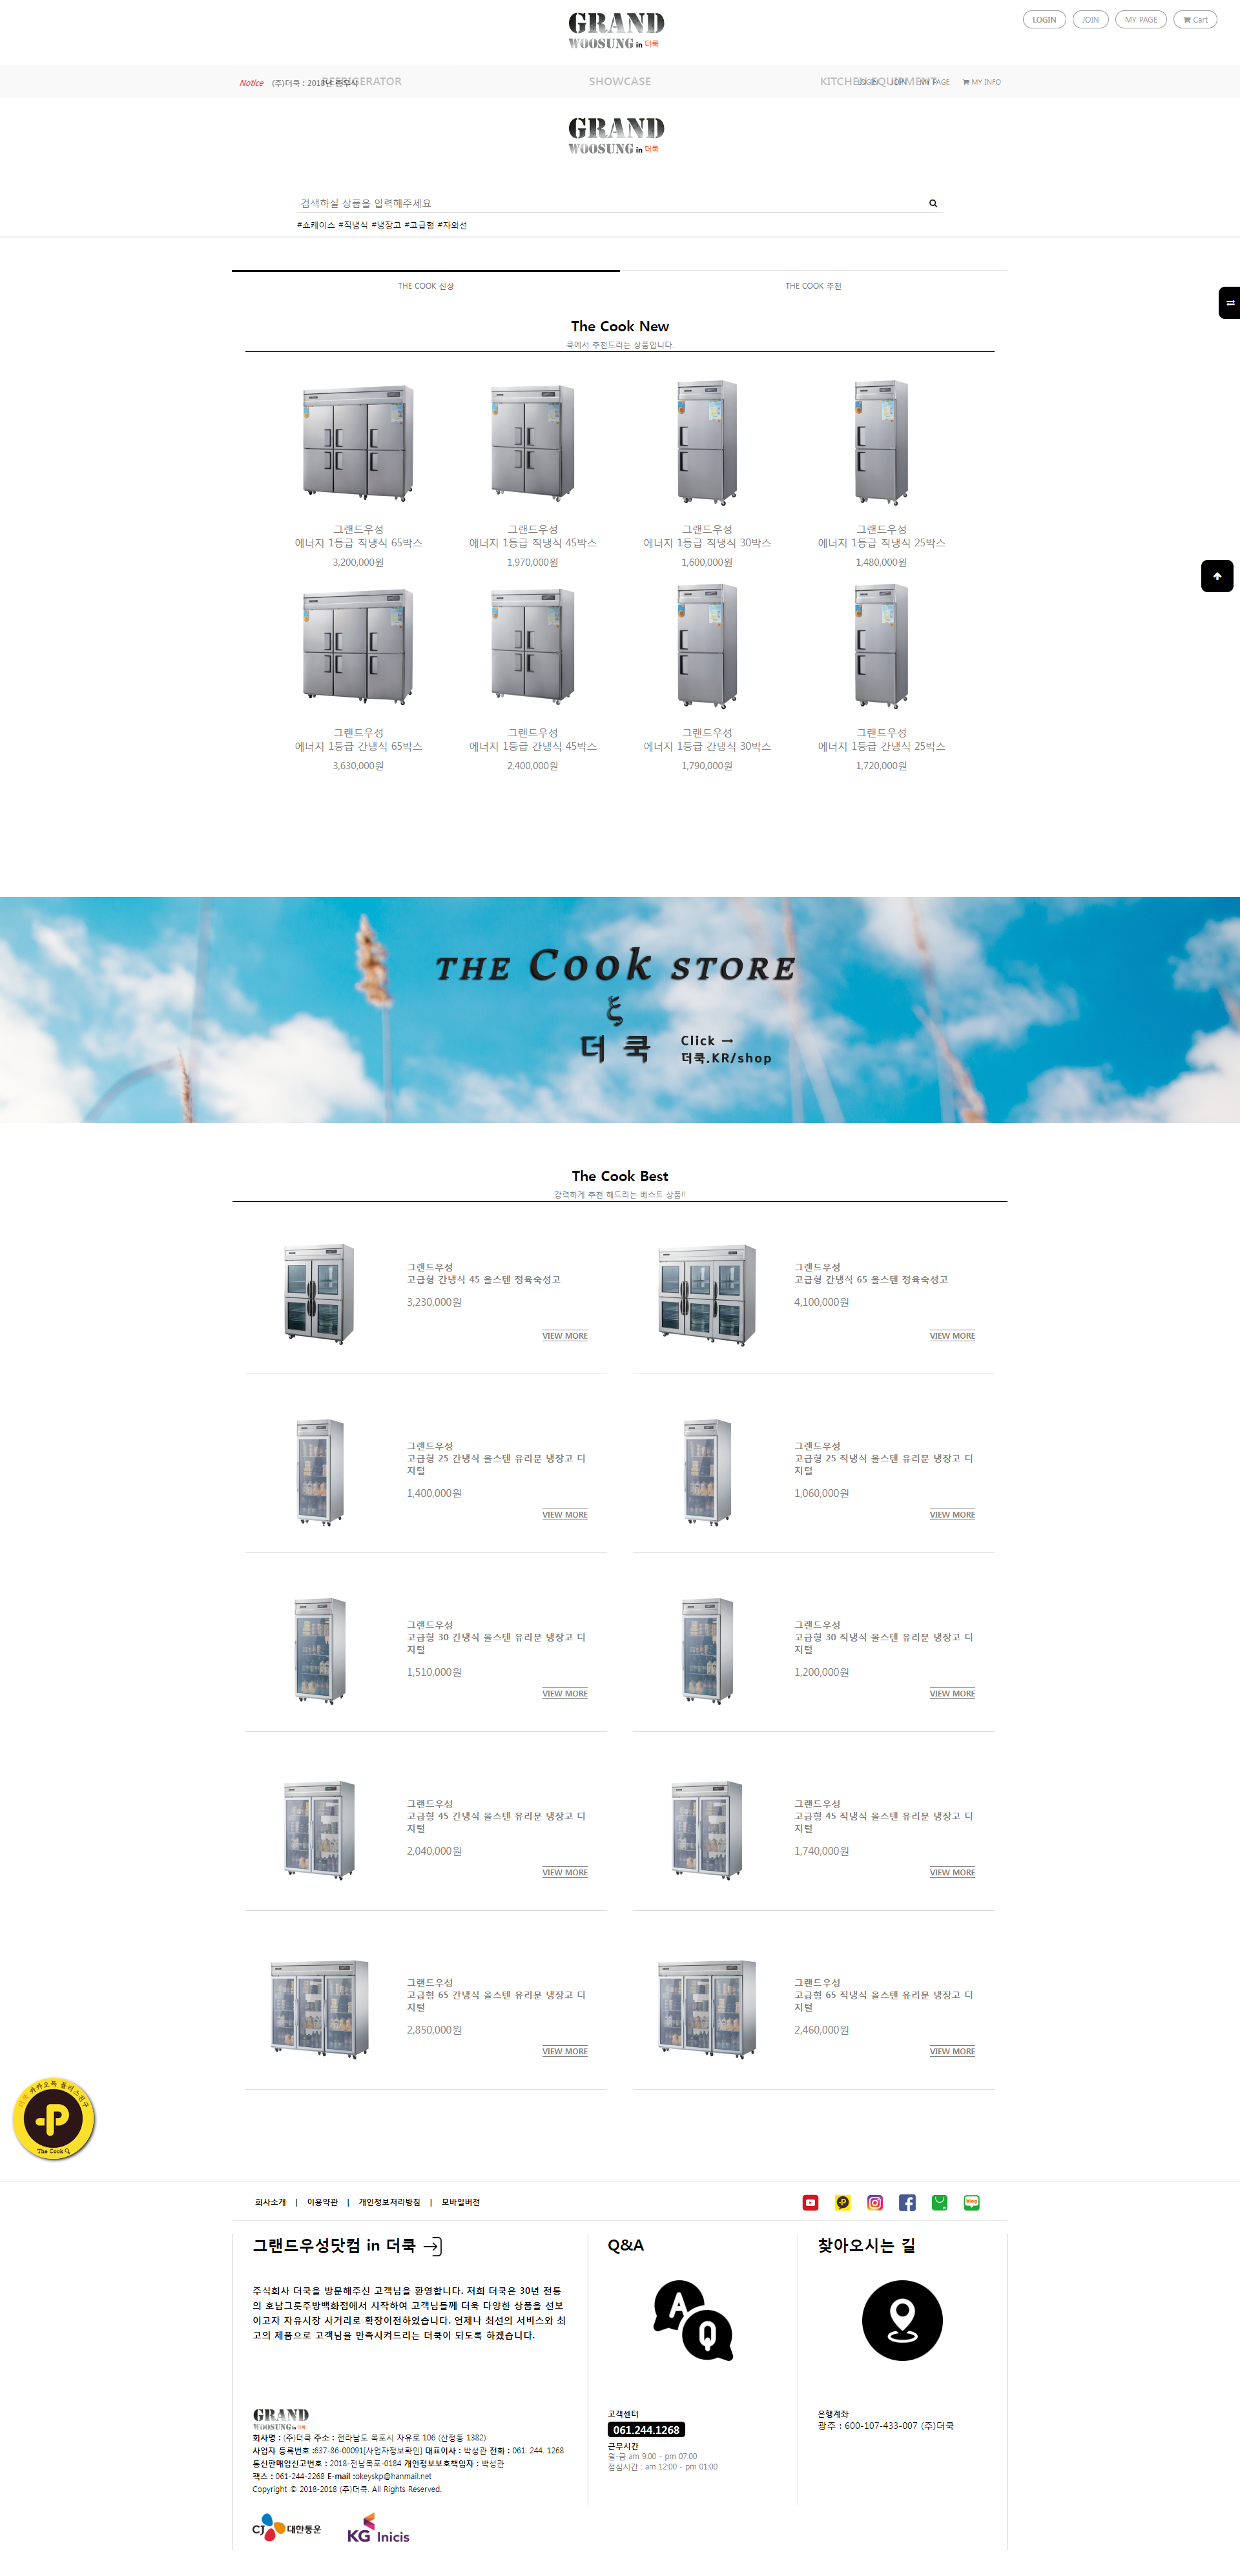 GRAND
WOOSUNG in 더쿡
LOGIN
JOIN
MY PAGE
Cart
Notice
(주)더쿡 : 2018년
REFRIGERATOR
SHOWCASE
KITCHEN EQUIPMENT
LOGIN
JOIN
MY PAGE
MY INFO
GRAND
WOOSUNG in 더쿡
검색하실 상품을 입력해주세요
#쇼케이스 #직냉식 #냉장고 #고급형 #자외선
THE COOK 신상
THE COOK 추천
The Cook New
쿡에서 추천드리는 상품입니다.
그랜드우성
에너지 1등급 직냉식 65박스
3,200,000원
그랜드우성
에너지 1등급 직냉식 45박스
1,970,000원
그랜드우성
에너지 1등급 직냉식 30박스
1,600,000원
그랜드우성
에너지 1등급 직냉식 25박스
1,480,000원
그랜드우성
에너지 1등급 간냉식 65박스
3,630,000원
그랜드우성
에너지 1등급 간냉식 45박스
2,400,000원
그랜드우성
에너지 1등급 간냉식 30박스
1,790,000원
그랜드우성
에너지 1등급 간냉식 25박스
1,720,000원
THE Cook STORE
ξ
더 쿡
Click →
더쿡.KR/shop
The Cook Best
강력하게 추천 해드리는 베스트 상품!!
그랜드우성
고급형 간냉식 45 올스텐 정육숙성고
3,230,000원
VIEW MORE
그랜드우성
고급형 간냉식 65 올스텐 정육숙성고
4,100,000원
VIEW MORE
그랜드우성
고급형 25 간냉식 올스텐 유리문 냉장고 디
지털
1,400,000원
VIEW MORE
그랜드우성
고급형 25 직냉식 올스텐 유리문 냉장고 디
지털
1,060,000원
VIEW MORE
그랜드우성
고급형 30 간냉식 올스텐 유리문 냉장고 디
지털
1,510,000원
VIEW MORE
그랜드우성
고급형 30 직냉식 올스텐 유리문 냉장고 디
지털
1,200,000원
VIEW MORE
그랜드우성
고급형 45 간냉식 올스텐 유리문 냉장고 디
지털
2,040,000원
VIEW MORE
그랜드우성
고급형 45 직냉식 올스텐 유리문 냉장고 디
지털
1,740,000원
VIEW MORE
그랜드우성
고급형 65 간냉식 올스텐 유리문 냉장고 디
지털
2,850,000원
VIEW MORE
그랜드우성
고급형 65 직냉식 올스텐 유리문 냉장고 디
지털
2,460,000원
VIEW MORE
더쿡 카카오톡 플러스친구
P
The Cook
회사소개 | 이용약관 | 개인정보처리방침 | 모바일버전
blog
그랜드우성닷컴 in 더쿡
주식회사 더쿡을 방문해주신 고객님을 환영합니다. 저희 더쿡은 30년 전통
의 호남그릇주방백화점에서 시작하여 고객님들께 더욱 다양한 상품을 선보
이고자 자유시장 사거리로 확장이전하였습니다. 언제나 최선의 서비스와 최
고의 제품으로 고객님을 만족시켜드리는 더쿡이 되도록 하겠습니다.
GRAND
WOOSUNG in 더쿡
회사명 : (주)더쿡 주소 : 전라남도 목포시 자유로 106 (산정동 1382)
사업자 등록번호 :637-86-00091[사업자정보확인] 대표이사 : 박성관 전화 : 061. 244. 1268
통신판매업신고번호 : 2018-전남목포-0184 개인정보보호책임자 : 박성관
팩스 : 061-244-2268 E-mail :okeyskp@hanmail.net
Copyright © 2018-2018 (주)더쿡. All Rights Reserved.
CJ 대한통운
KG Inicis
Q&A
A
Q
고객센터
061.244.1268
근무시간
월-금 am 9:00 - pm 07:00
점심시간 : am 12:00 - pm 01:00
찾아오시는 길
은행계좌
광주 : 600-107-433-007 (주)더쿡